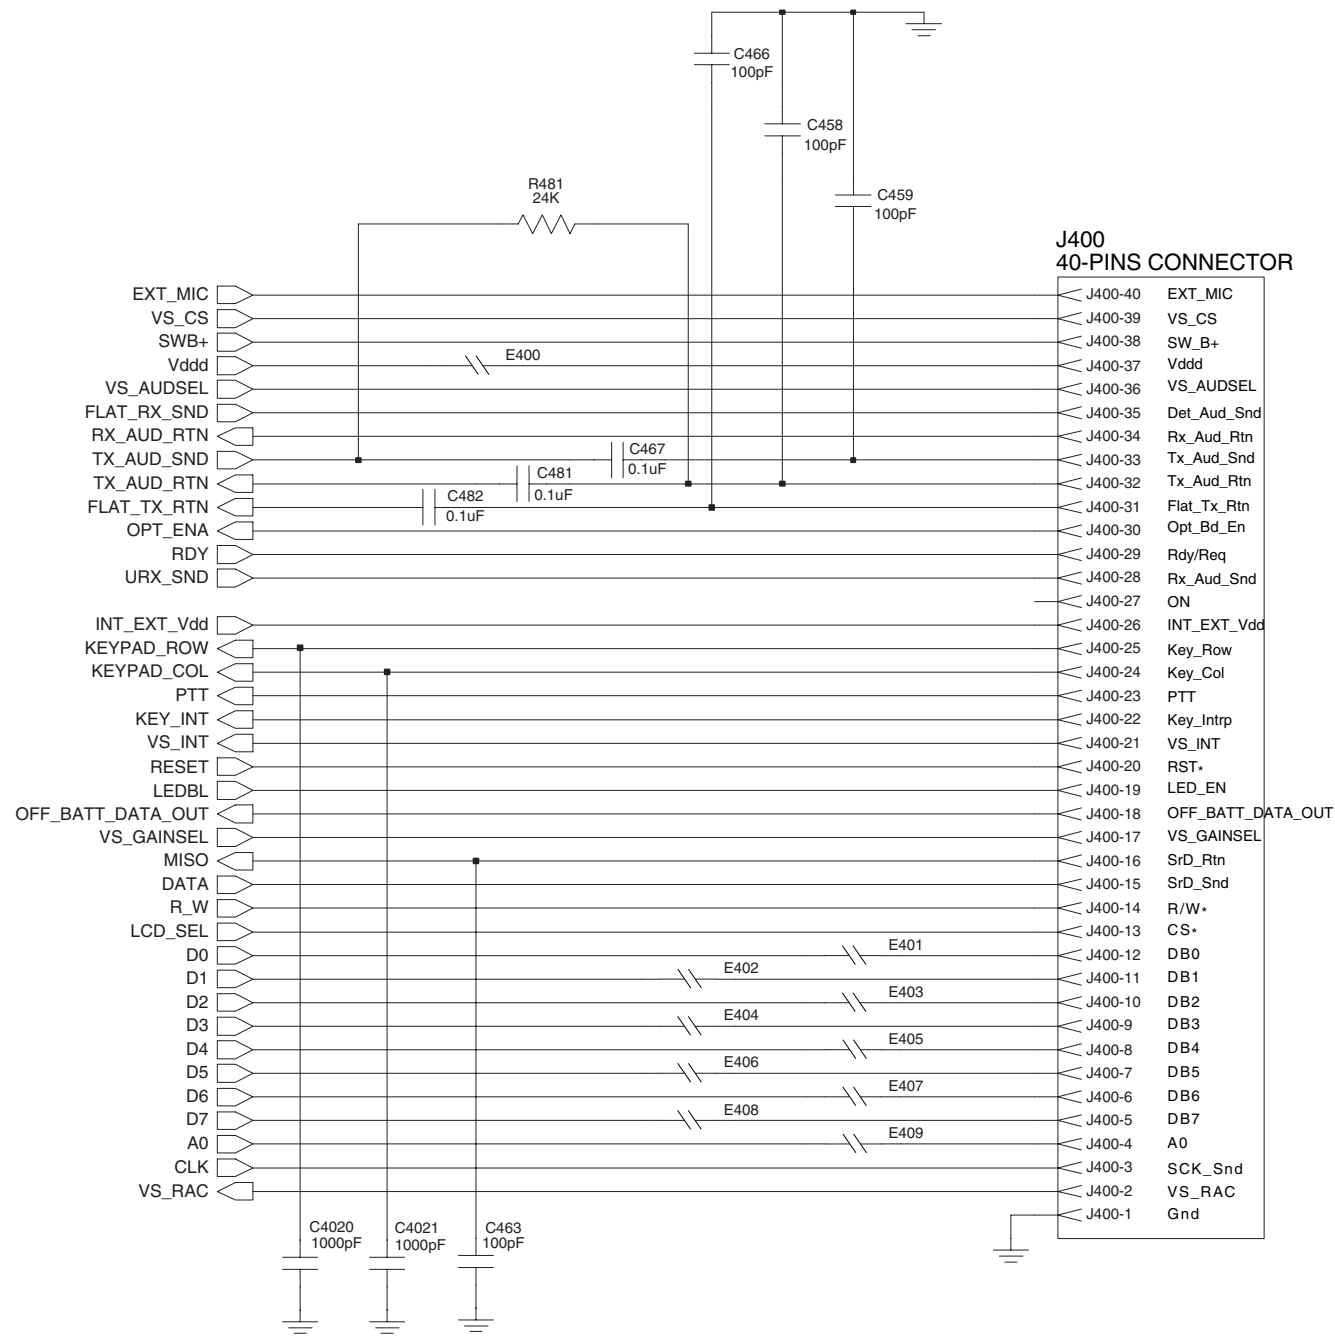 C466
100pF
C458
100pF
C459
100pF
R481
24K
J400
40-PINS CONNECTOR
EXT_MIC J400-40 EXT_MIC
VS_CS J400-39 VS_CS
SWB+ J400-38 SW_B+
Vddd E400 J400-37 Vddd
VS_AUDSEL J400-36 VS_AUDSEL
FLAT_RX_SND J400-35 Det_Aud_Snd
RX_AUD_RTN J400-34 Rx_Aud_Rtn
TX_AUD_SND C467 0.1uF J400-33 Tx_Aud_Snd
TX_AUD_RTN C481 0.1uF J400-32 Tx_Aud_Rtn
FLAT_TX_RTN C482 0.1uF J400-31 Flat_Tx_Rtn
OPT_ENA J400-30 Opt_Bd_En
RDY J400-29 Rdy/Req
URX_SND J400-28 Rx_Aud_Snd
J400-27 ON
INT_EXT_Vdd J400-26 INT_EXT_Vdd
KEYPAD_ROW J400-25 Key_Row
KEYPAD_COL J400-24 Key_Col
PTT J400-23 PTT
KEY_INT J400-22 Key_Intrp
VS_INT J400-21 VS_INT
RESET J400-20 RST*
LEDBL J400-19 LED_EN
OFF_BATT_DATA_OUT J400-18 OFF_BATT_DATA_OUT
VS_GAINSEL J400-17 VS_GAINSEL
MISO J400-16 SrD_Rtn
DATA J400-15 SrD_Snd
R_W J400-14 R/W*
LCD_SEL J400-13 CS*
D0 E401 J400-12 DB0
D1 E402 J400-11 DB1
D2 E403 J400-10 DB2
D3 E404 J400-9 DB3
D4 E405 J400-8 DB4
D5 E406 J400-7 DB5
D6 E407 J400-6 DB6
D7 E408 J400-5 DB7
A0 E409 J400-4 A0
CLK J400-3 SCK_Snd
VS_RAC J400-2 VS_RAC
J400-1 Gnd
C4020 C4021 C463
1000pF 1000pF 100pF